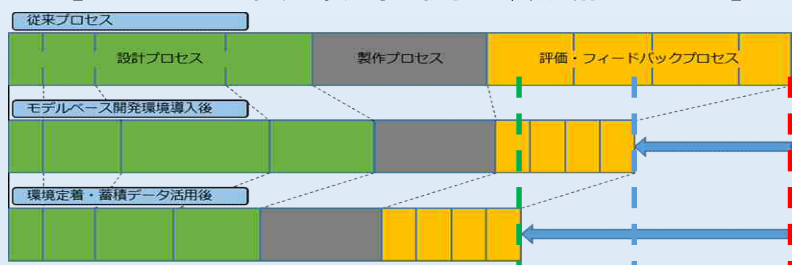 従来プロセス
設計プロセス
製作プロセス
評価・フィードバックプロセス
モデルベース開発環境導入後
環境定着・蓄積データ活用後